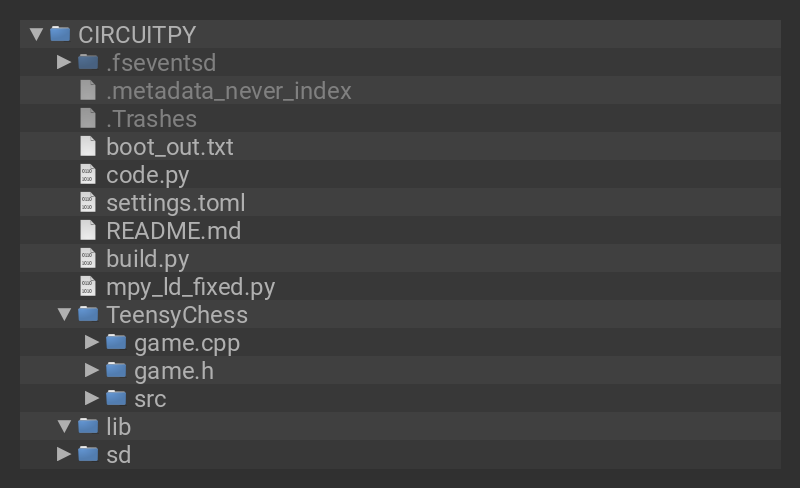 CIRCUITPY
.fseventsd
.metadata_never_index
.Trashes
boot_out.txt
code.py
settings.toml
README.md
build.py
mpy_ld_fixed.py
TeensyChess
game.cpp
game.h
src
lib
sd